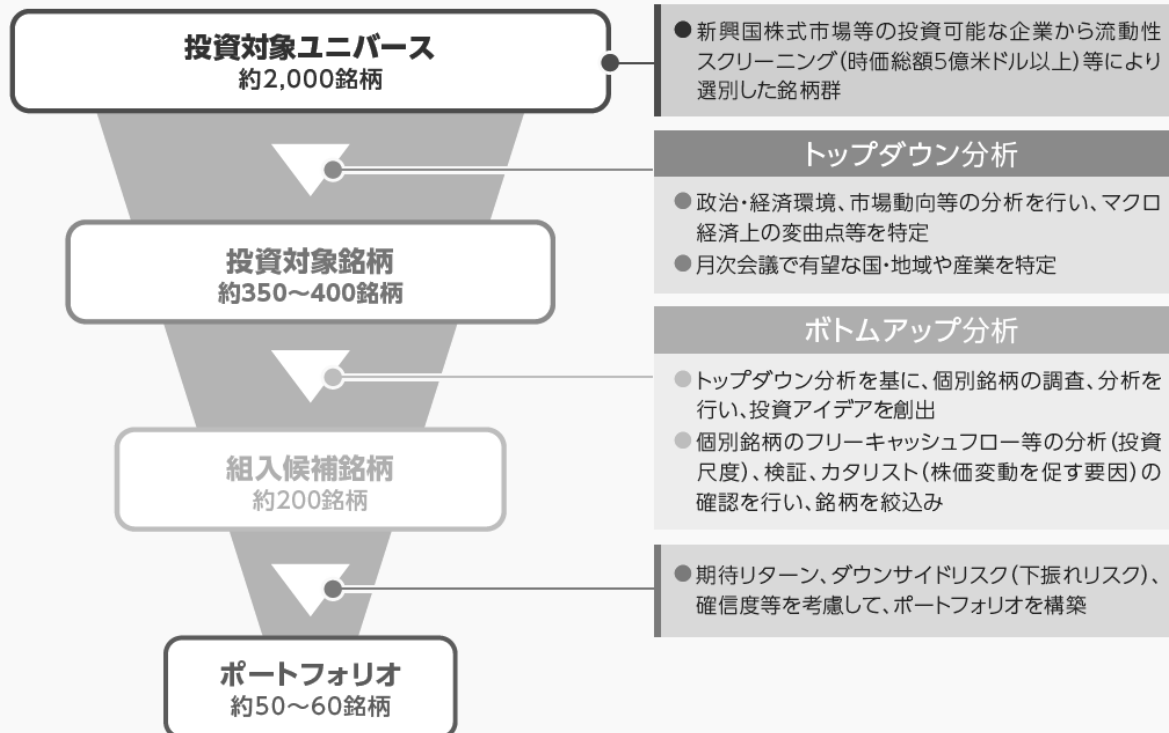 投資対象ユニバース
約2,000銘柄
●新興国株式市場等の投資可能な企業から流動性
スクリーニング(時価総額5億米ドル以上)等により
選別した銘柄群
トップダウン分析
●政治・経済環境、市場動向等の分析を行い、マクロ
経済上の変曲点等を特定
●月次会議で有望な国・地域や産業を特定
投資対象銘柄
約350～400銘柄
ボトムアップ分析
●トップダウン分析を基に、個別銘柄の調査、分析を
行い、投資アイデアを創出
●個別銘柄のフリーキャッシュフロー等の分析(投資
尺度)、検証、カタリスト(株価変動を促す要因)の
確認を行い、銘柄を絞込み
組入候補銘柄
約200銘柄
●期待リターン、ダウンサイドリスク(下振れリスク)、
確信度等を考慮して、ポートフォリオを構築
ポートフォリオ
約50～60銘柄